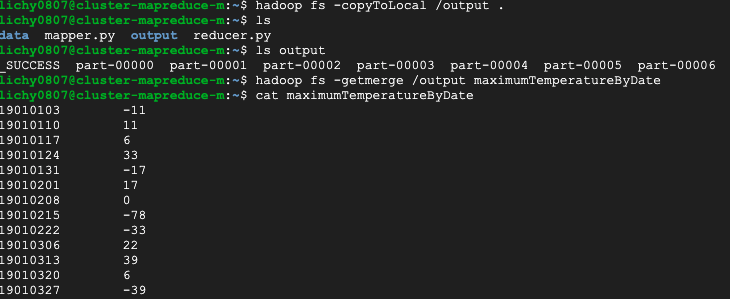 lichy0807@cluster-mapreduce-m:~$ hadoop fs -copyToLocal /output .
lichy0807@cluster-mapreduce-m:~$ ls
data  mapper.py  output  reducer.py
lichy0807@cluster-mapreduce-m:~$ ls output
_SUCCESS  part-00000  part-00001  part-00002  part-00003  part-00004  part-00005  part-00006
lichy0807@cluster-mapreduce-m:~$ hadoop fs -getmerge /output maximumTemperatureByDate
lichy0807@cluster-mapreduce-m:~$ cat maximumTemperatureByDate
19010103        -11
19010110        11
19010117        6
19010124        33
19010131        -17
19010201        17
19010208        0
19010215        -78
19010222        -33
19010306        22
19010313        39
19010320        6
19010327        -39